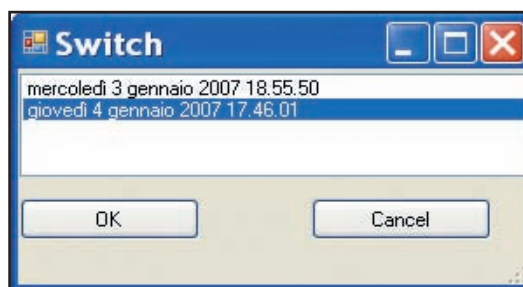 Switch
mercoledì 3 gennaio 2007 18.55.50
giovedì 4 gennaio 2007 17.46.01
OK
Cancel